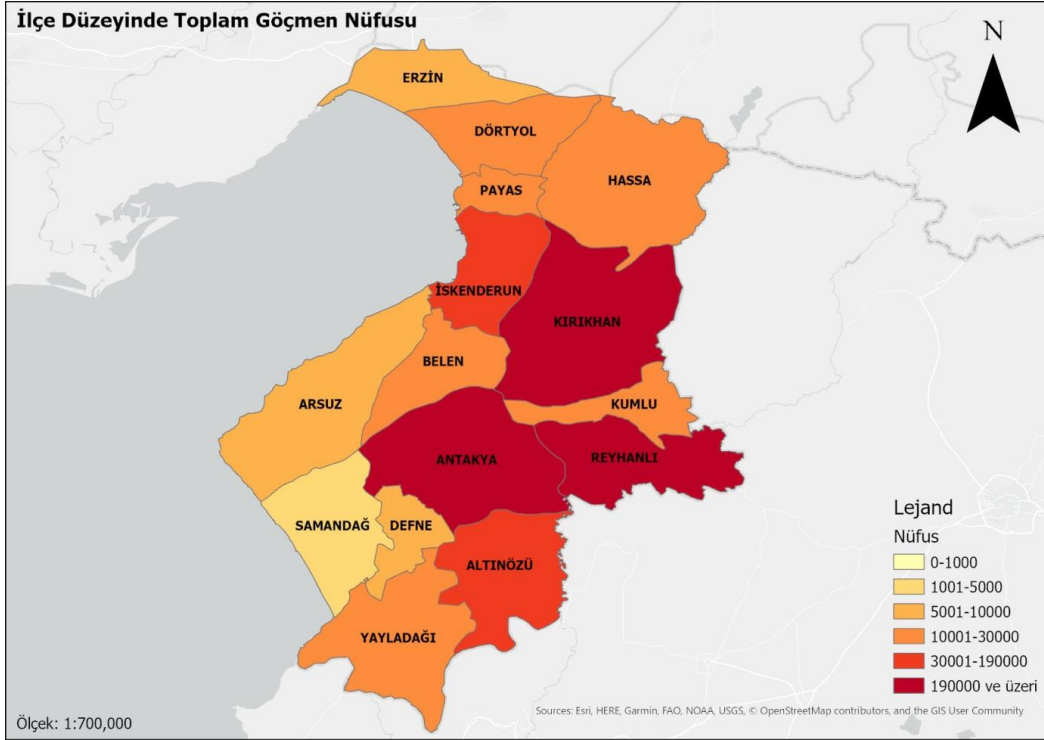 İlçe Düzeyinde Toplam Göçmen Nüfusu
N
ERZİN
DÖRTYOL
HASSA
PAYAS
İSKENDERUN
KIRIKHAN
BELEN
ARSUZ
KUMLU
ANTAKYA
REYHANLI
SAMANDAĞ
DEFNE
ALTINÖZÜ
YAYLADAĞI
Lejand
Nüfus
0-1000
1001-5000
5001-10000
10001-30000
30001-190000
190000 ve üzeri
Sources: Esri, HERE, Garmin, FAO, NOAA, USGS, © OpenStreetMap contributors, and the GIS User Community
Ölçek: 1:700,000